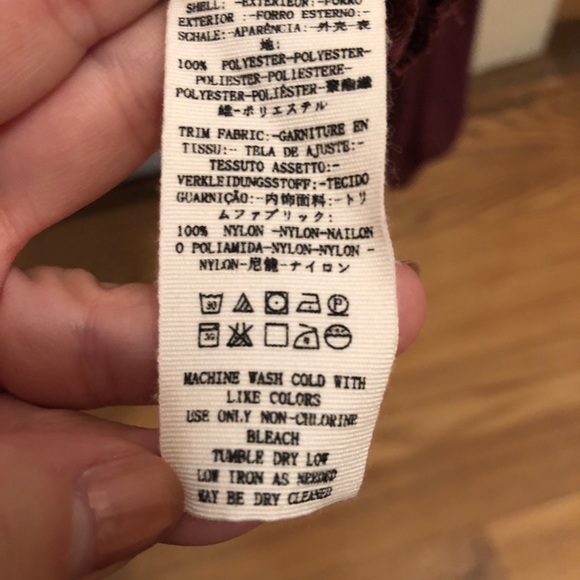 SHELL: -EXTERIEUR:-FORRO
EXTERIOR :-FORRO ESTERNO:-
SCHALE:-APARÊNCIA:-外壳-表
地:
100% POLYESTER-POLYESTER-
POLIESTER-POLIESTERE-
POLYESTER-POLIÉSTER-聚酯纖
維-ポリエステル
TRIM FABRIC:-GARNITURE EN
TISSU:- TELA DE AJUSTE:-
TESSUTO ASSETTO:-
VERKLEIDUNGSSTOFF:-TECIDO
GUARNIÇÃO:-内饰面料:-トリ
ムファブリック:
100% NYLON -NYLON-NAILON
O POLIAMIDA-NYLON-NYLON -
NYLON-尼龍-ナイロン
30 P
30
MACHINE WASH COLD WITH
LIKE COLORS
USE ONLY NON-CHLORINE
BLEACH
TUMBLE DRY LOW
LOW IRON AS NEEDED
MAY BE DRY CLEANED